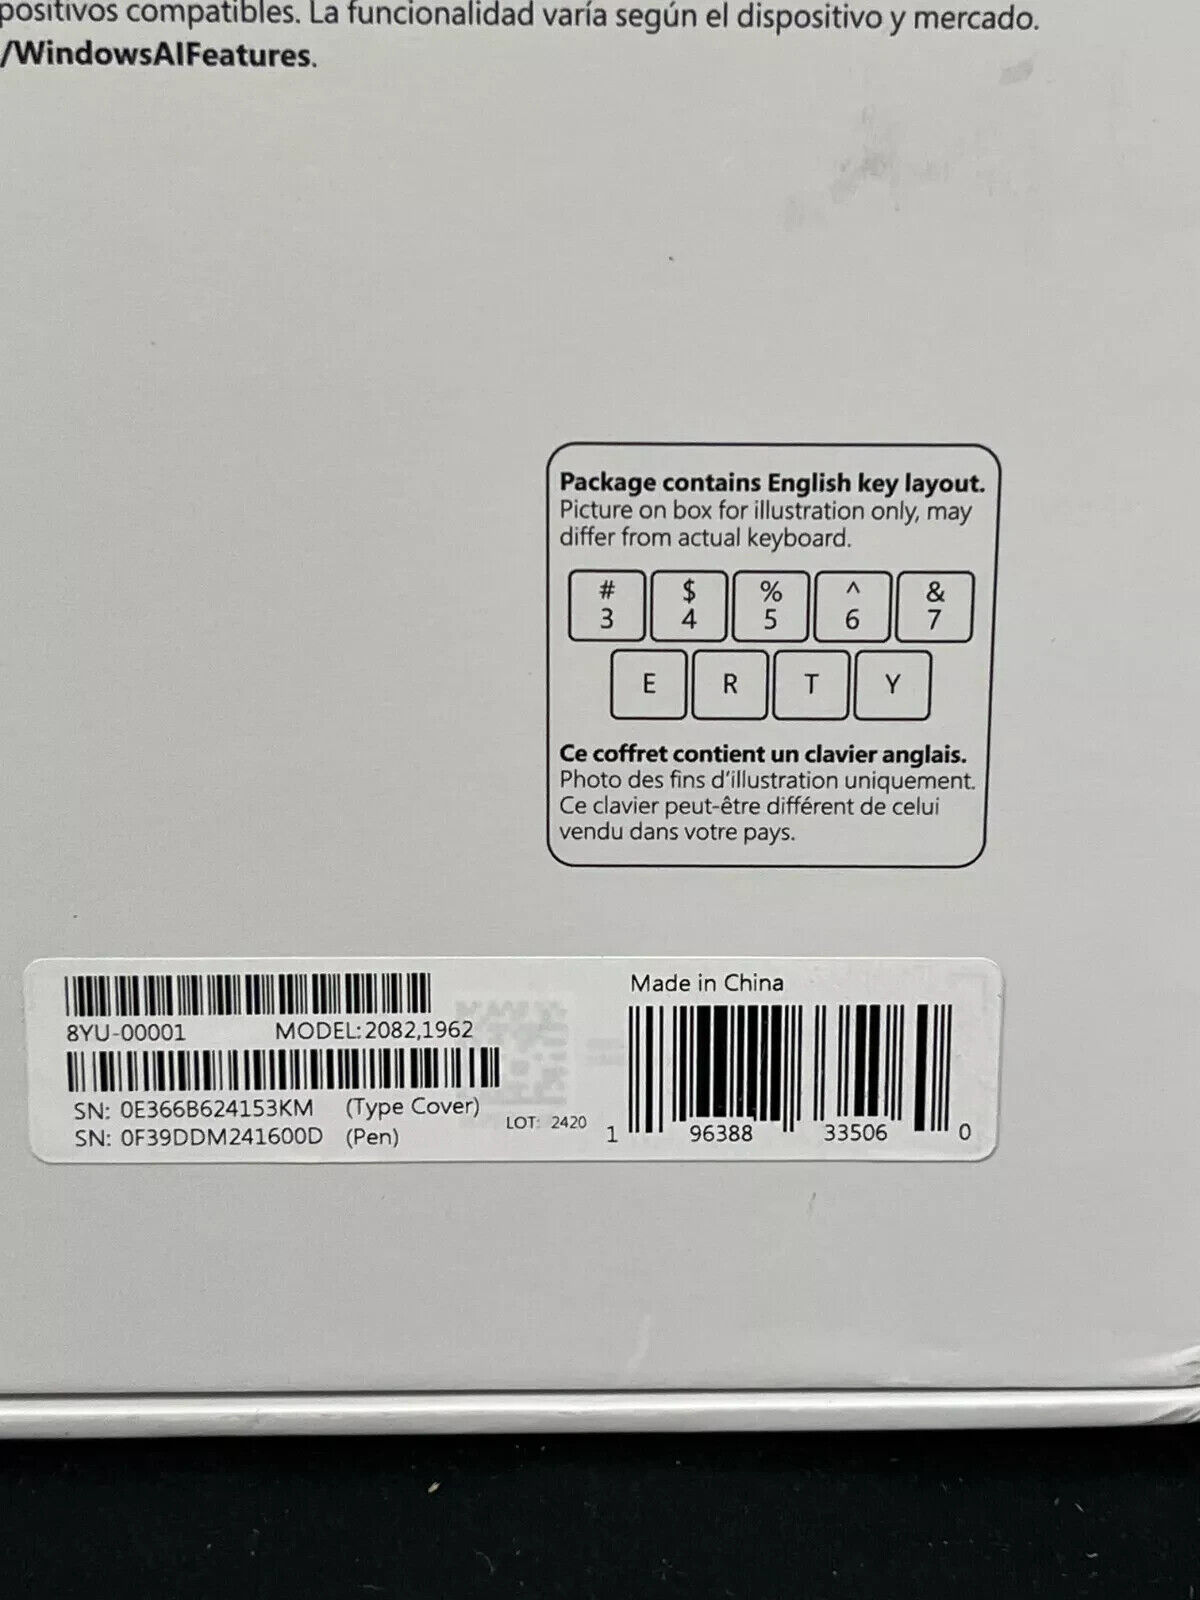 positivos compatibles. La funcionalidad varía según el dispositivo y mercado.
/WindowsAIFeatures.
Package contains English key layout.
Picture on box for illustration only, may
differ from actual keyboard.
# $ % ^ &
3 4 5 6 7
E R T Y
Ce coffret contient un clavier anglais.
Photo des fins d'illustration uniquement.
Ce clavier peut-être différent de celui
vendu dans votre pays.
8YU-00001 MODEL:2082,1962
SN: 0E366B624153KM (Type Cover)
SN: 0F39DDM241600D (Pen)
LOT: 2420
Made in China
1 96388 33506 0